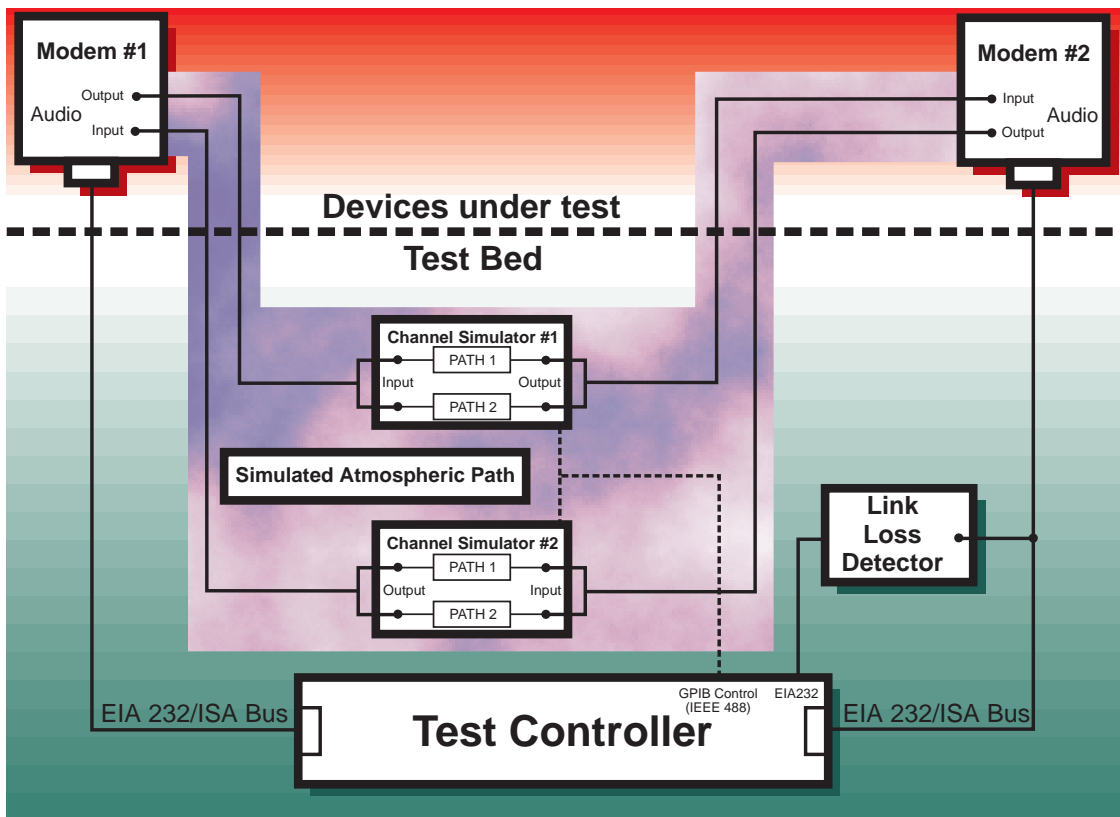 Modem #1
Output
Audio
Input
Modem #2
Input
Audio
Output
Devices under test
Test Bed
Channel Simulator #1
PATH 1
Input
Output
PATH 2
Simulated Atmospheric Path
Channel Simulator #2
PATH 1
Output
Input
PATH 2
Link
Loss
Detector
GPIB Control
(IEEE 488)
EIA232
EIA 232/ISA Bus
Test Controller
EIA 232/ISA Bus